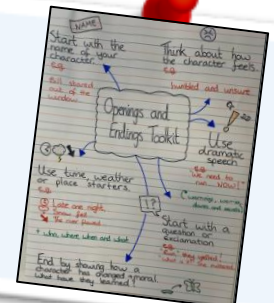 NAME
Start with the
name of your
character.
e.g.
Bill stared
out of the
window.
Think about how
the character feels.
e.g.
humbled and unsure
Openings and
Endings Toolkit
Use
dramatic
speech.
e.g.
"We need to
run... NOW!"
Use time, weather
or place starters.
e.g.
Late one night,
Snow fell
The river flowed
+ who, where when and what
!?
Start with a
question or
exclamation
e.g.
End by showing how a
character has changed/moral
What have they learned?